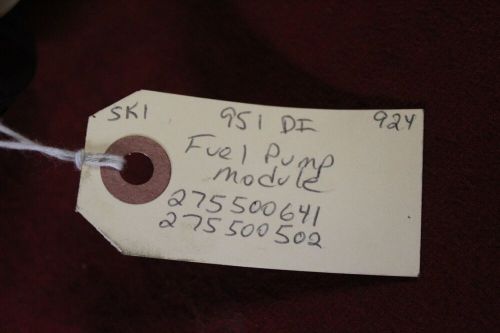 SKI 951 DI 924
Fuel Pump
Module
275500641
275500502